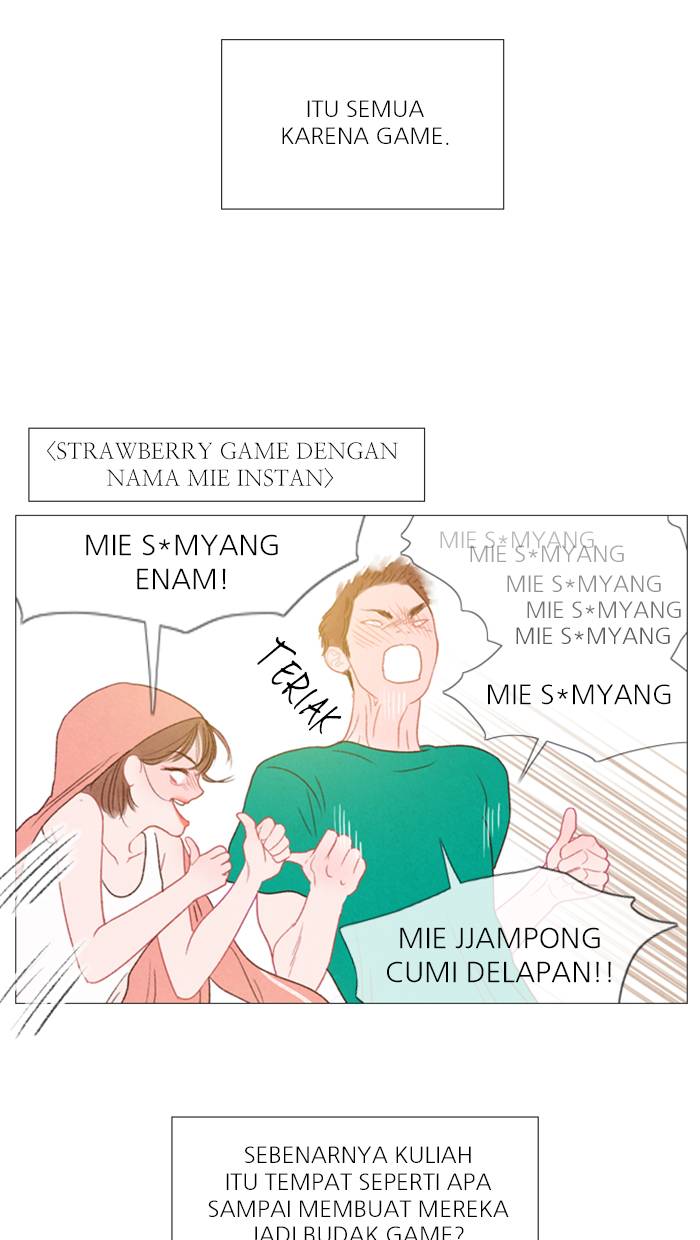 ITU SEMUA
KARENA GAME.
〈STRAWBERRY GAME DENGAN
NAMA MIE INSTAN〉
MIE S*MYANG
ENAM!
MIE S*MYANG
MIE S*MYANG
MIE S*MYANG
MIE S*MYANG
MIE S*MYANG
MIE S*MYANG
TERIAK
MIE JJAMPONG
CUMI DELAPAN!!
SEBENARNYA KULIAH
ITU TEMPAT SEPERTI APA
SAMPAI MEMBUAT MEREKA
JADI BUDAK GAME?